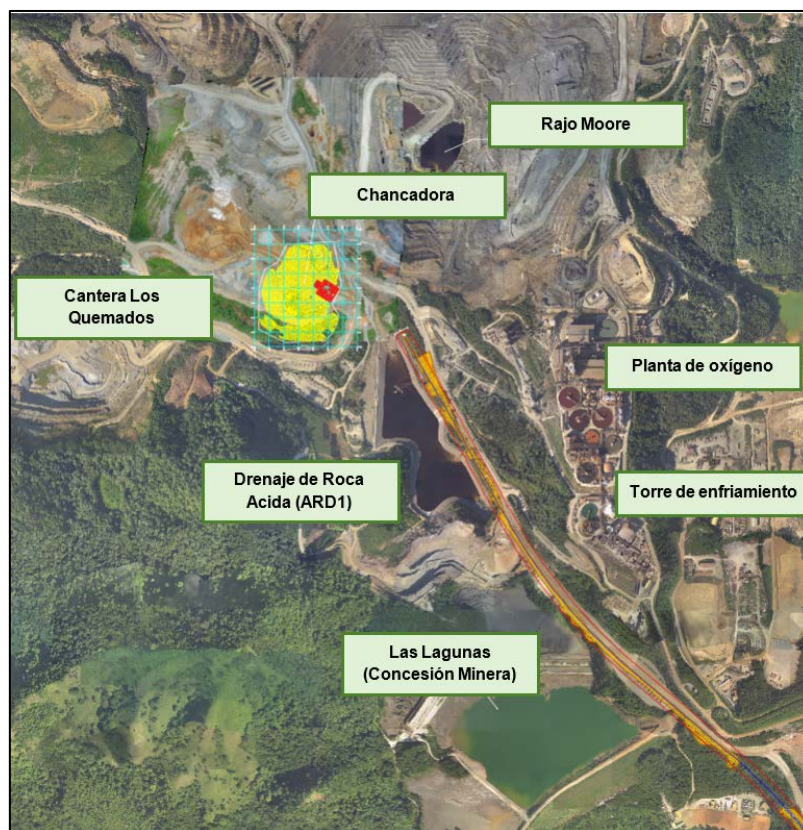 Rajo Moore
Chancadora
Cantera Los
Quemados
Planta de oxígeno
Drenaje de Roca
Acida (ARD1)
Torre de enfriamiento
Las Lagunas
(Concesión Minera)